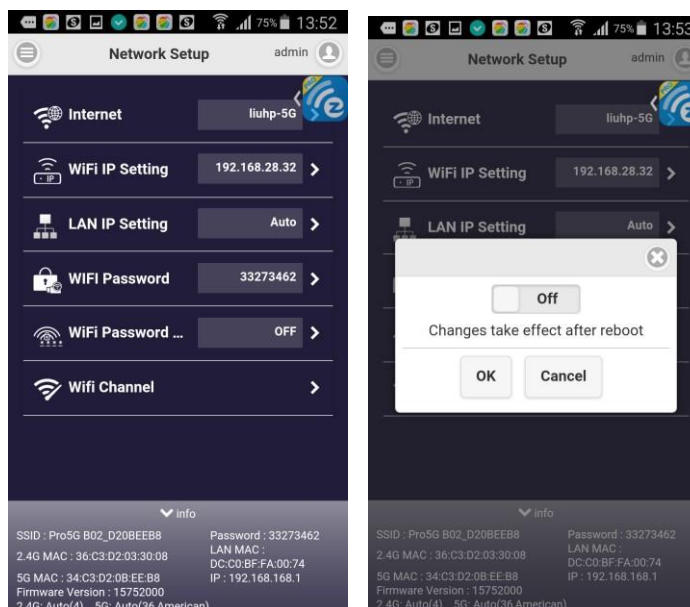 75% 13:52
Network Setup admin
Internet liuhp-5G
WiFi IP Setting 192.168.28.32
LAN IP Setting Auto
WIFI Password 33273462
WiFi Password ... OFF
Wifi Channel
info
SSID : Pro5G B02_D20BEEB8 Password : 33273462
2.4G MAC : 36:C3:D2:03:30:08 LAN MAC :
DC:C0:BF:FA:00:74
5G MAC : 34:C3:D2:0B:EE:B8 IP : 192.168.168.1
Firmware Version : 15752000
2.4G: Auto(4) 5G: Auto(36 American)
75% 13:53
Network Setup admin
Internet liuhp-5G
WiFi IP Setting 192.168.28.32
LAN IP Setting Auto
Off
Changes take effect after reboot
OK Cancel
info
SSID : Pro5G B02_D20BEEB8 Password : 33273462
2.4G MAC : 36:C3:D2:03:30:08 LAN MAC :
DC:C0:BF:FA:00:74
5G MAC : 34:C3:D2:0B:EE:B8 IP : 192.168.168.1
Firmware Version : 15752000
2.4G: Auto(4) 5G: Auto(36 American)